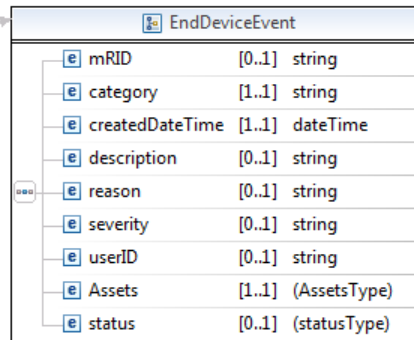 EndDeviceEvent
e mRID [0..1] string
e category [1..1] string
e createdDateTime [1..1] dateTime
e description [0..1] string
e reason [0..1] string
e severity [0..1] string
e userID [0..1] string
e Assets [1..1] (AssetsType)
e status [0..1] (statusType)